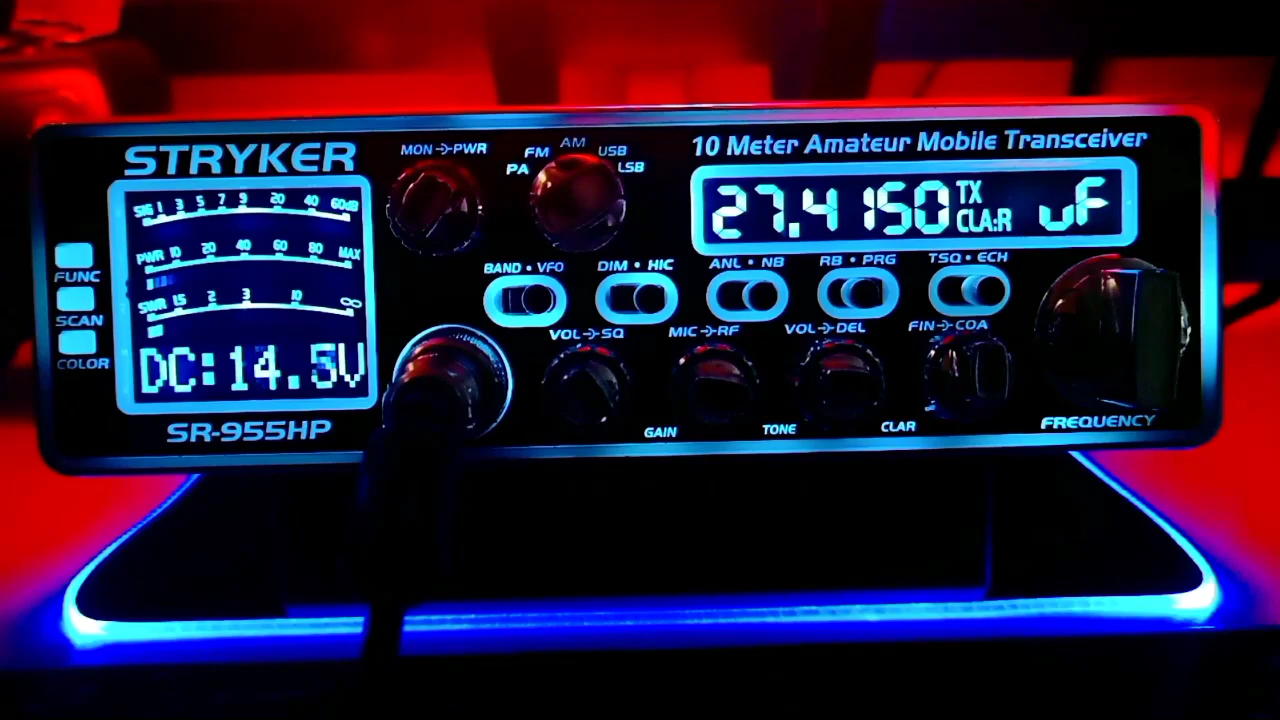 STRYKER
MON→PWR
PA FM AM USB LSB
10 Meter Amateur Mobile Transceiver
SIG 1 3 5 7 9 20 40 60dB
PWR 10 20 40 60 80 MAX
SWR 1.5 2 3 10 ∞
DC:14.5V
27.4150 TX CLA:R uF
FUNC
SCAN
COLOR
BAND • VFO DIM • HIC ANL • NB RB • PRG TSQ • ECH
VOL→SQ MIC→RF VOL→DEL FIN→COA
SR-955HP
GAIN TONE CLAR
FREQUENCY